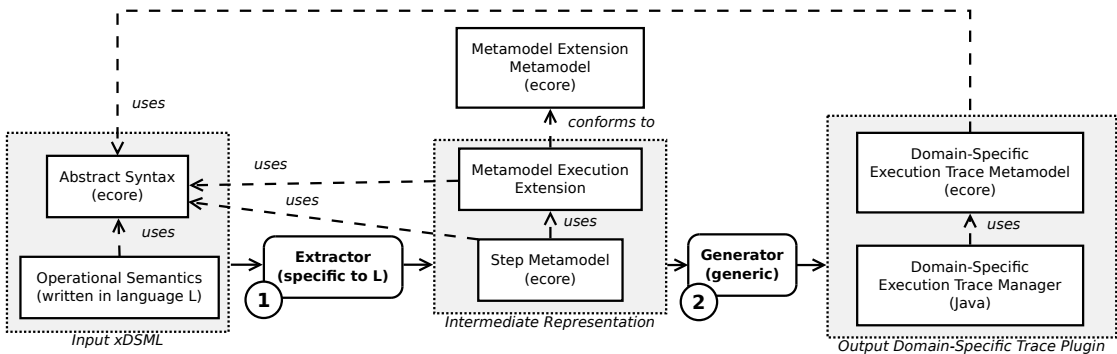 Metamodel Extension
Metamodel
(ecore)
uses
conforms to
Abstract Syntax
(ecore)
uses
Operational Semantics
(written in language L)
Input xDSML
uses
uses
Extractor
(specific to L)
1
Metamodel Execution
Extension
uses
Step Metamodel
(ecore)
Intermediate Representation
Generator
(generic)
2
Domain-Specific
Execution Trace Metamodel
(ecore)
uses
Domain-Specific
Execution Trace Manager
(Java)
Output Domain-Specific Trace Plugin